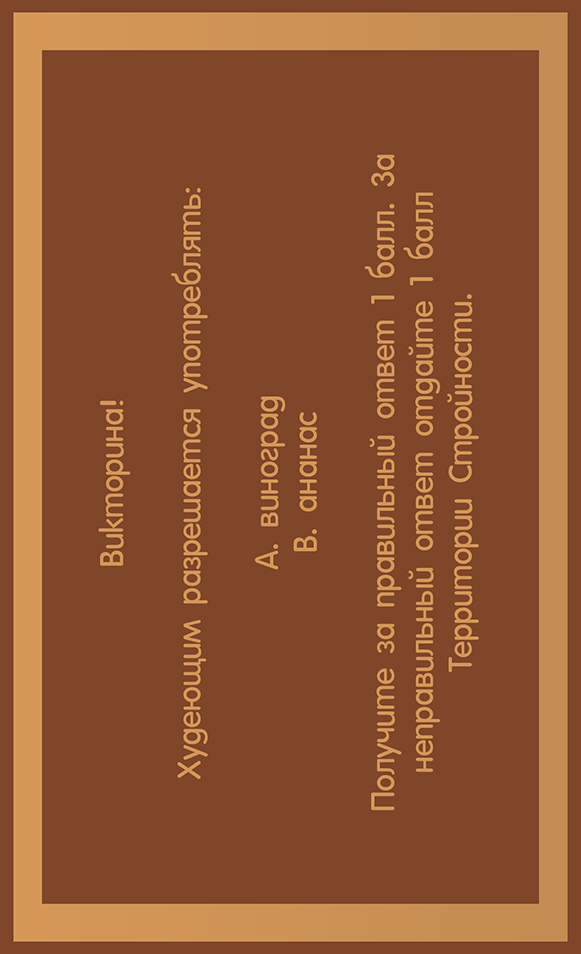 Викторина!
Худеющим разрешается употреблять:
А. виноград
В. ананас
Получите за правильный ответ 1 балл. За
неправильный ответ отдайте 1 балл
Территории Стройности.